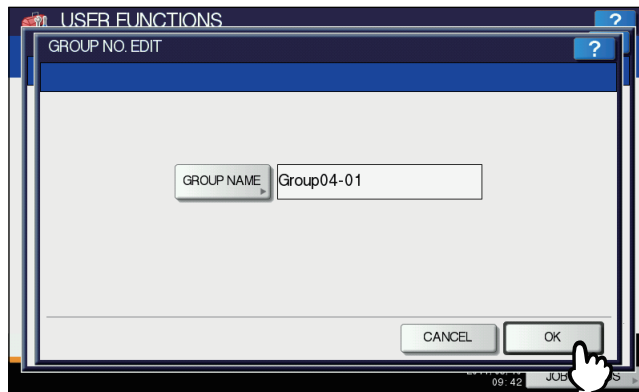 USER FUNCTIONS
?
GROUP NO. EDIT
?
GROUP NAME
Group04-01
CANCEL
OK
09:42
JOB
S